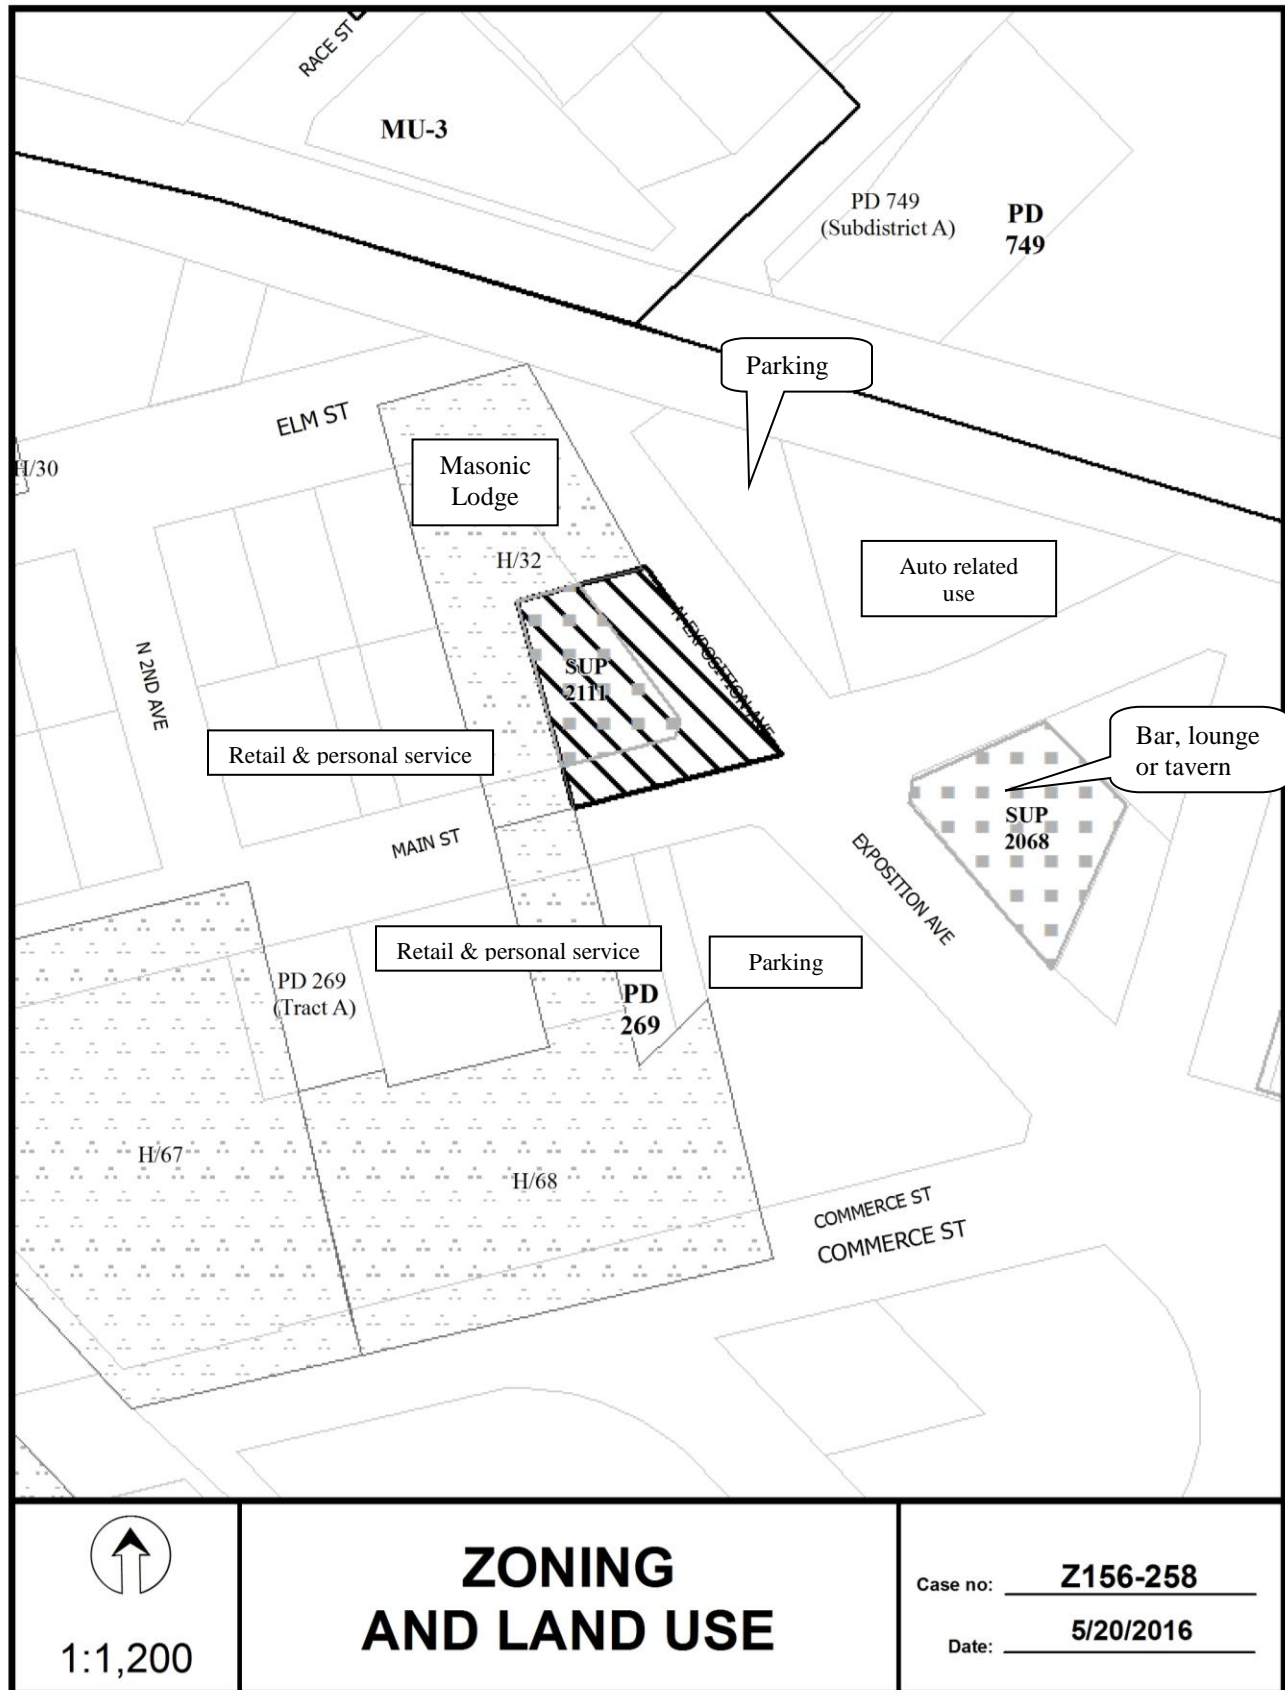 RACE ST
MU-3
PD 749
(Subdistrict A)
PD
749
Parking
ELM ST
H/30
Masonic
Lodge
H/32
Auto related
use
N EXPOSITION AVE
SUP
2111
N 2ND AVE
Retail & personal service
Bar, lounge
or tavern
SUP
2068
MAIN ST
EXPOSITION AVE
Retail & personal service
Parking
PD 269
(Tract A)
PD
269
H/67
H/68
COMMERCE ST
COMMERCE ST
1:1,200
ZONING
AND LAND USE
Case no: Z156-258
Date: 5/20/2016